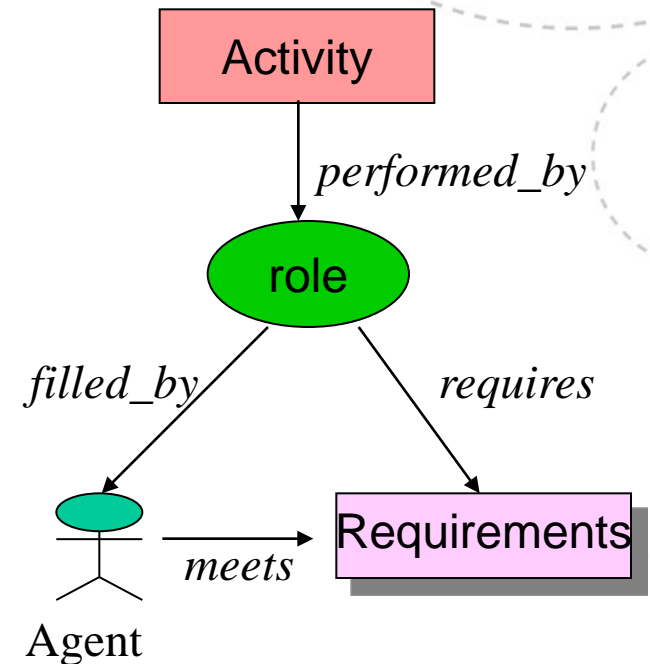 Activity
performed_by
role
filled_by
requires
Requirements
meets
Agent